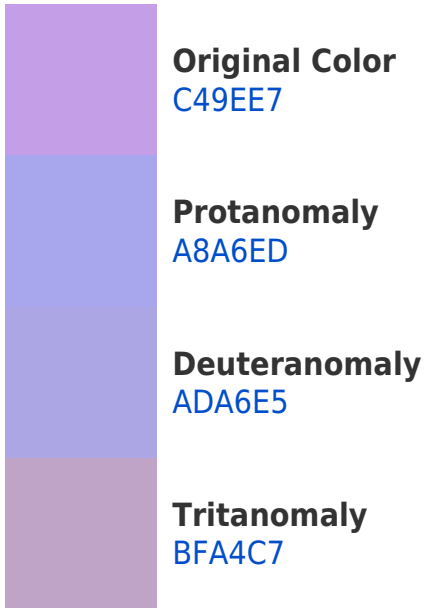 Original Color
C49EE7
Protanomaly
A8A6ED
Deuteranomaly
ADA6E5
Tritanomaly
BFA4C7